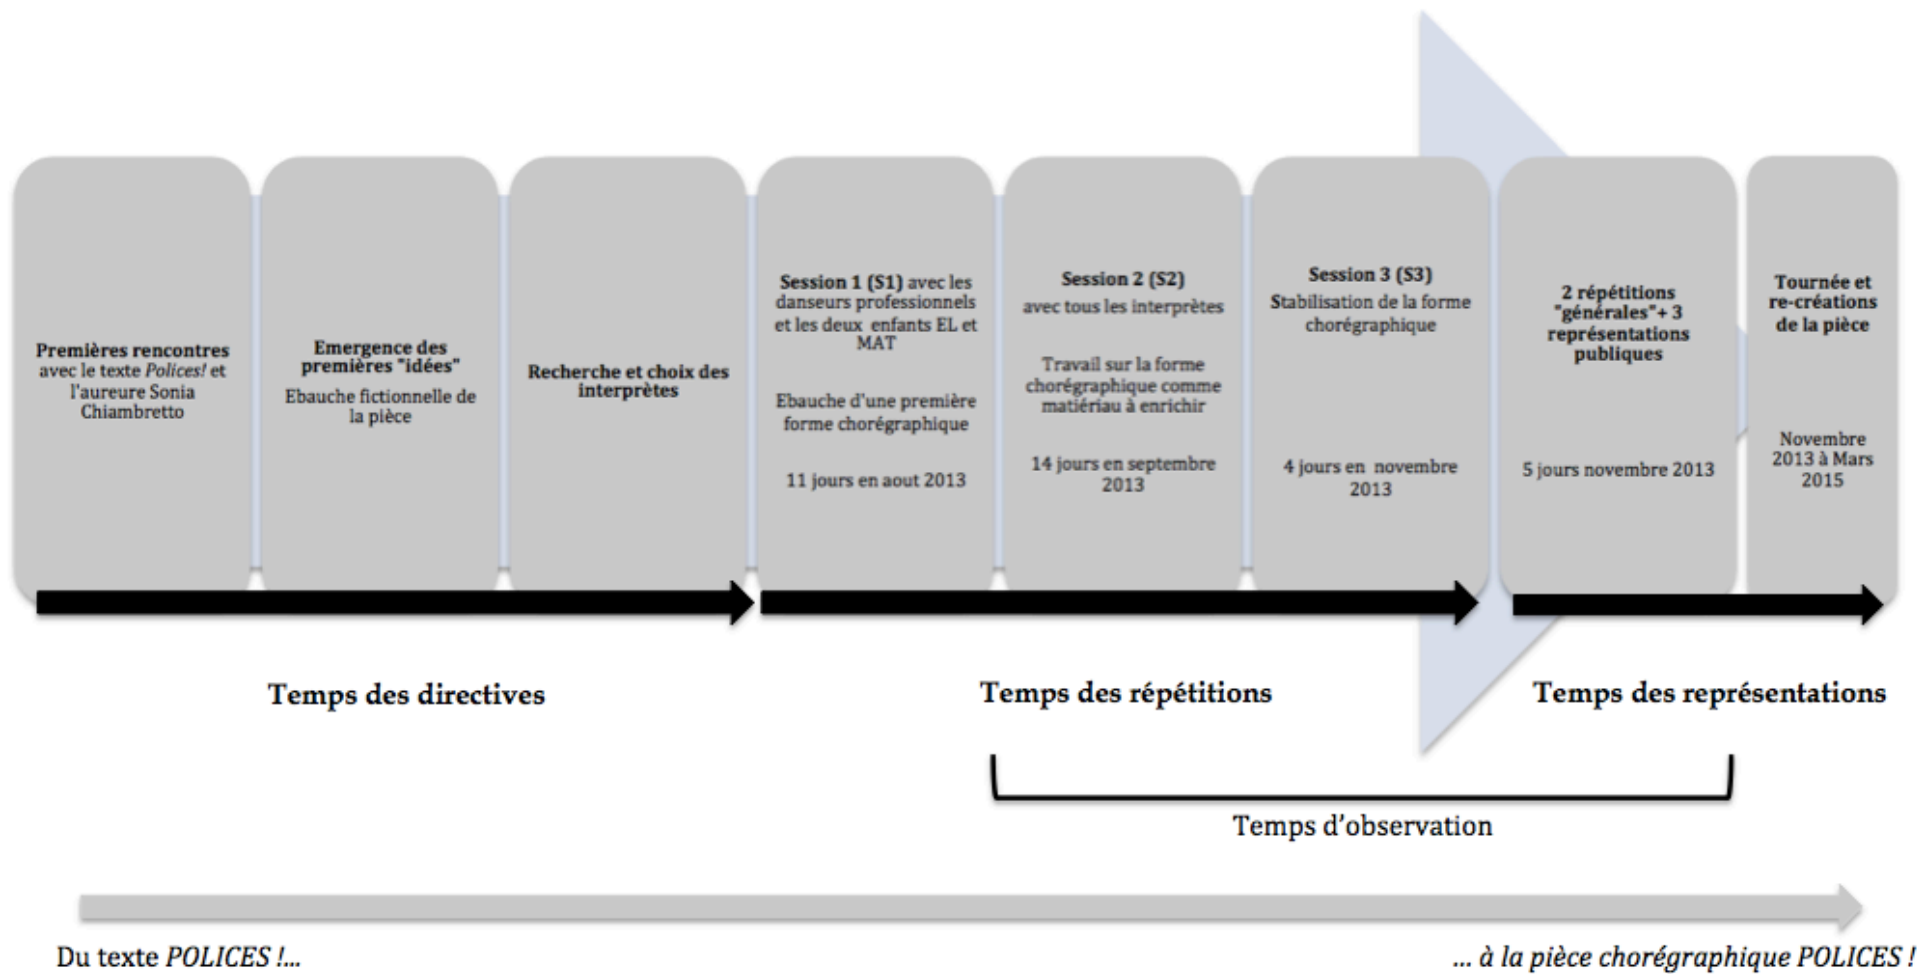 Premières rencontres
avec le texte Polices! et
l'aureure Sonia
Chiambretto
Emergence des
premières "idées"
Ebauche fictionnelle de
la pièce
Recherche et choix des
interprètes
Session 1 (S1) avec les
danseurs professionnels
et les deux enfants EL et
MAT
Ebauche d'une première
forme chorégraphique
11 jours en aout 2013
Session 2 (S2)
avec tous les interprètes
Travail sur la forme
chorégraphique comme
matiériau à enrichir
14 jours en septembre
2013
Session 3 (S3)
Stabilisation de la forme
chorégraphique
4 jours en novembre
2013
2 répétitions
"générales"+ 3
représentations
publiques
5 jours novembre 2013
Tournée et
re-créations
de la pièce
Novembre
2013 à Mars
2015
Temps des directives
Temps des répétitions
Temps des représentations
Temps d'observation
Du texte POLICES !...
... à la pièce chorégraphique POLICES !